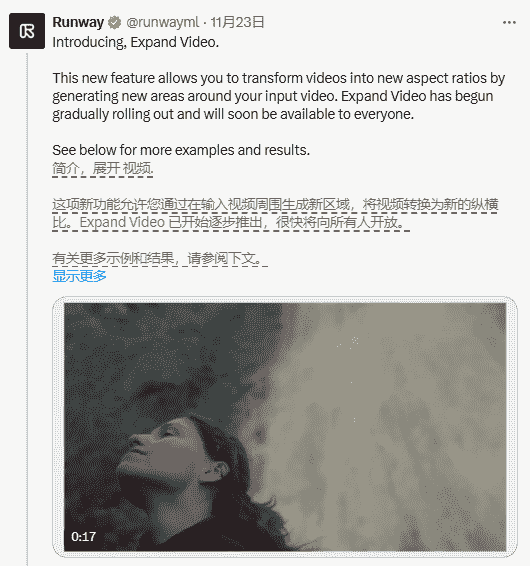 Runway @runwayml · 11月23日
Introducing, Expand Video.
This new feature allows you to transform videos into new aspect ratios by
generating new areas around your input video. Expand Video has begun
gradually rolling out and will soon be available to everyone.
See below for more examples and results.
简介，展开 视频.
这项新功能允许您通过在输入视频周围生成新区域，将视频转换为新的纵横
比。Expand Video 已开始逐步推出，很快将向所有人开放。
有关更多示例和结果，请参阅下文。
显示更多
0:17